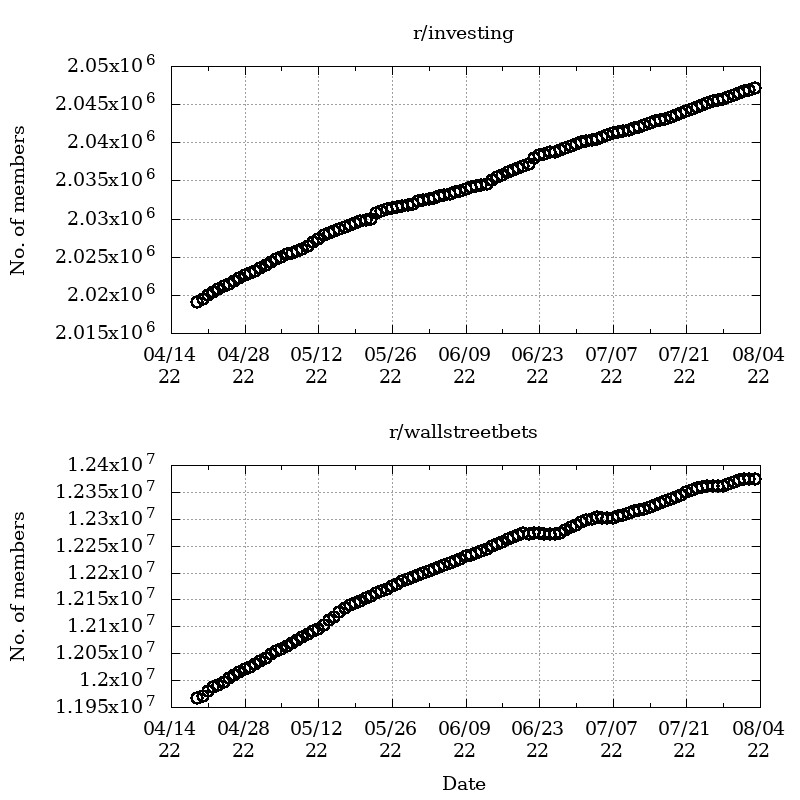 r/investing
No. of members
2.05x10^6
2.045x10^6
2.04x10^6
2.035x10^6
2.03x10^6
2.025x10^6
2.02x10^6
2.015x10^6
04/14 04/28 05/12 05/26 06/09 06/23 07/07 07/21 08/04
22 22 22 22 22 22 22 22 22
r/wallstreetbets
No. of members
1.24x10^7
1.235x10^7
1.23x10^7
1.225x10^7
1.22x10^7
1.215x10^7
1.21x10^7
1.205x10^7
1.2x10^7
1.195x10^7
04/14 04/28 05/12 05/26 06/09 06/23 07/07 07/21 08/04
22 22 22 22 22 22 22 22 22
Date